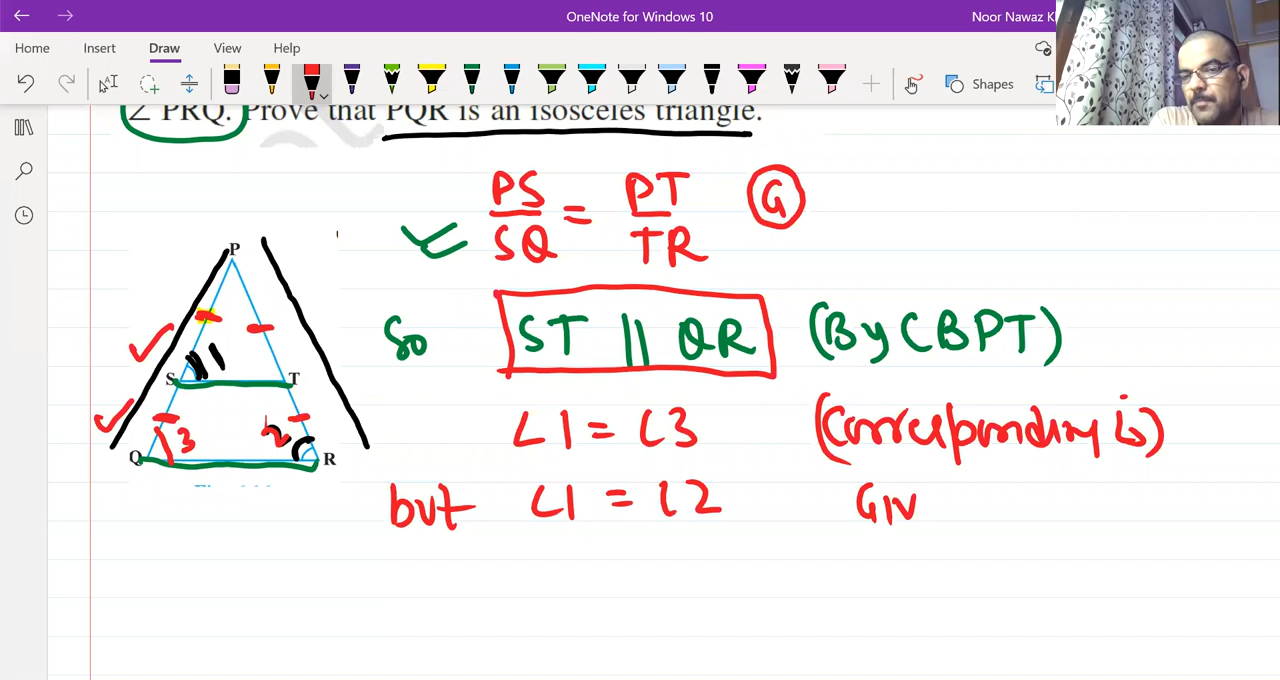 OneNote for Windows 10
Noor Nawaz K
Home Insert Draw View Help
Shapes
∠ PRQ. Prove that PQR is an isosceles triangle.
PS/SQ = PT/TR G
So ST || QR (By CBPT)
∠1 = ∠3 (Corresponding ∠s)
but ∠1 = ∠2 Giv
P
1
S T
3 2
Q R